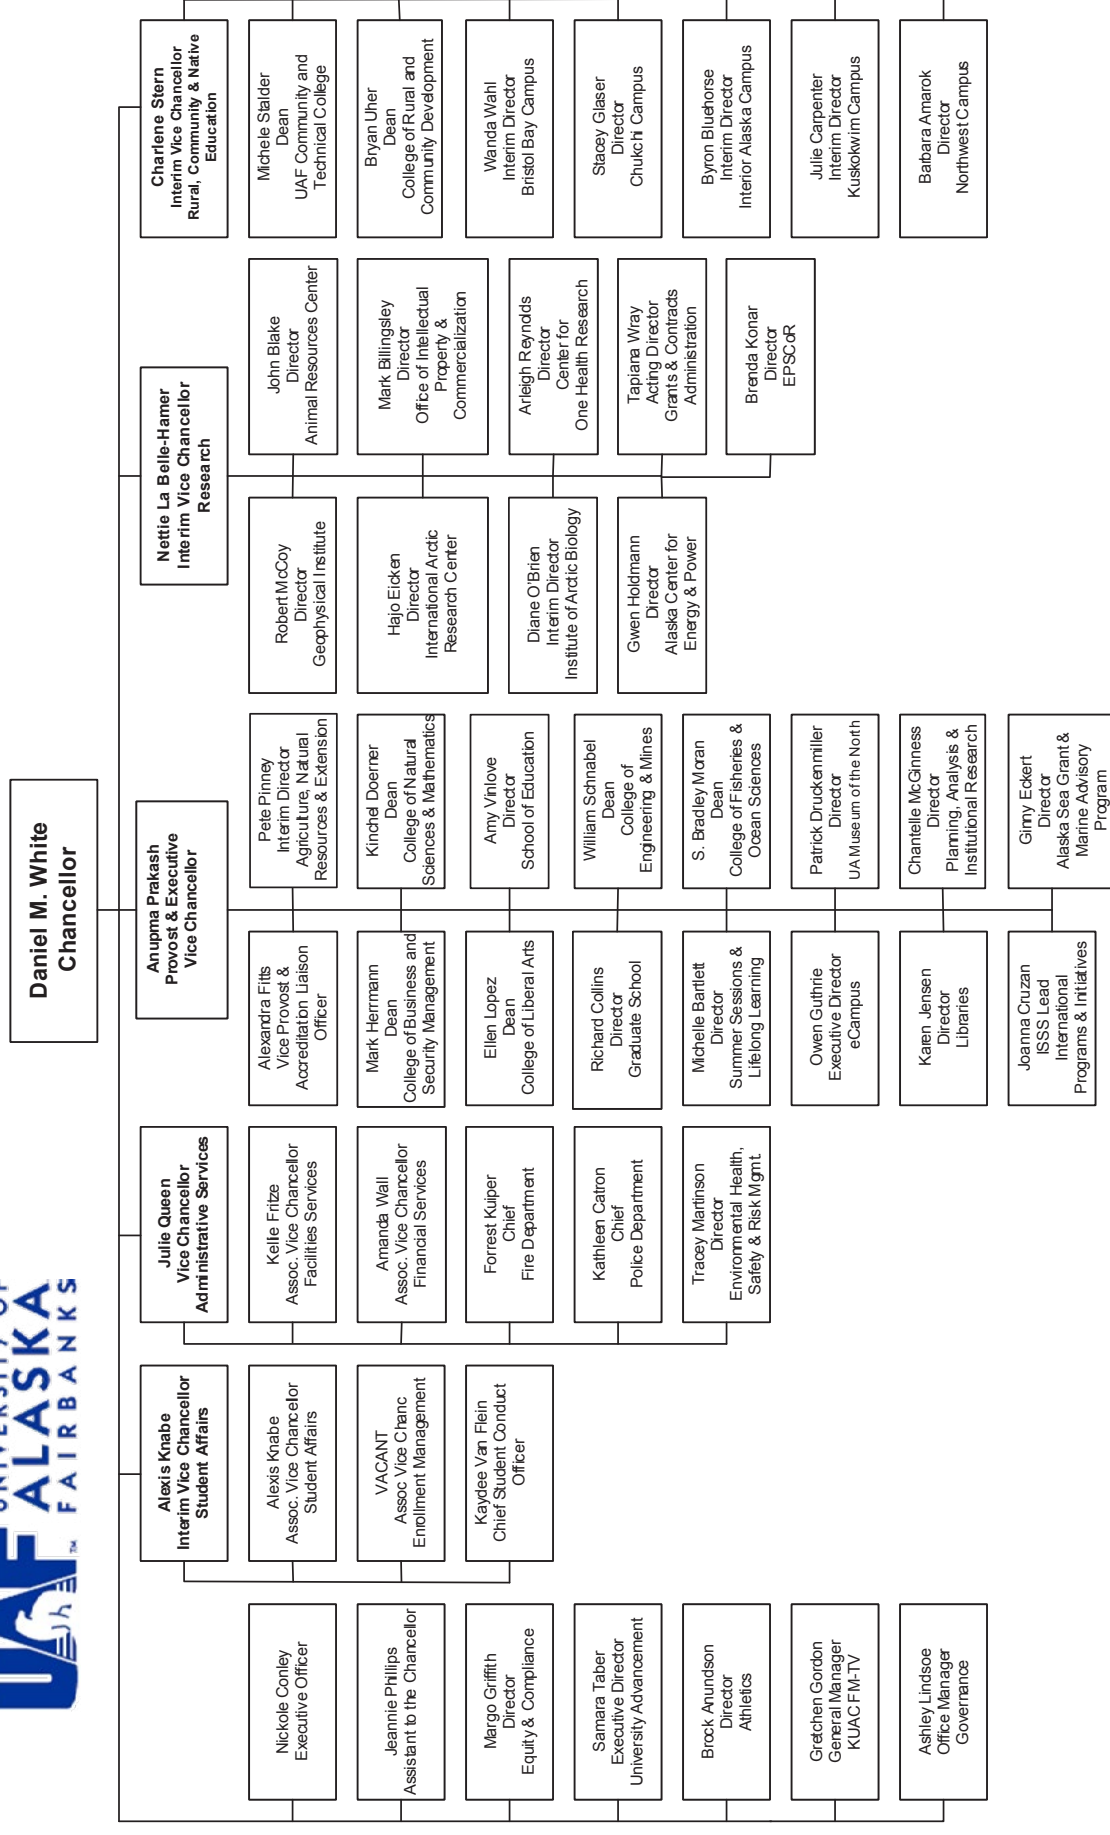 UNIVERSITY OF
UAF ALASKA
FAIRBANKS
TM
Daniel M. White
Chancellor
Nickole Conley
Executive Officer
Jeannie Phillips
Assistant to the Chancellor
Margo Griffith
Director
Equity & Compliance
Samara Taber
Executive Director
University Advancement
Brock Anundson
Director
Athletics
Gretchen Gordon
General Manager
KUAC FM-TV
Ashley Lindsoe
Office Manager
Governance
Alexis Knabe
Interim Vice Chancellor
Student Affairs
Alexis Knabe
Assoc. Vice Chancellor
Student Affairs
VACANT
Assoc Vice Chanc
Enrollment Management
Kaydee Van Flein
Chief Student Conduct
Officer
Julie Queen
Vice Chancellor
Administrative Services
Kellie Fritze
Assoc. Vice Chancellor
Facilities Services
Amanda Wall
Assoc. Vice Chancellor
Financial Services
Forrest Kuiper
Chief
Fire Department
Kathleen Catron
Chief
Police Department
Tracey Martinson
Director
Environmental Health,
Safety & Risk Mgmt.
Anupma Prakash
Provost & Executive
Vice Chancellor
Alexandra Fitts
Vice Provost &
Accreditation Liaison
Officer
Mark Herrmann
Dean
College of Business and
Security Management
Ellen Lopez
Dean
College of Liberal Arts
Richard Collins
Director
Graduate School
Michelle Bartlett
Director
Summer Sessions &
Lifelong Learning
Owen Guthrie
Executive Director
eCampus
Karen Jensen
Director
Libraries
Joanna Cruzan
ISSS Lead
International
Programs & Initiatives
Pete Pinney
Interim Director
Agriculture, Natural
Resources & Extension
Kinchel Doerner
Dean
College of Natural
Sciences & Mathematics
Amy Vinlove
Director
School of Education
William Schnabel
Dean
College of
Engineering & Mines
S. Bradley Moran
Dean
College of Fisheries &
Ocean Sciences
Patrick Druckenmiller
Director
UA Museum of the North
Chantelle McGinness
Director
Planning, Analysis &
Institutional Research
Ginny Eckert
Director
Alaska Sea Grant &
Marine Advisory
Program
Nettie La Belle-Hamer
Interim Vice Chancellor
Research
Robert McCoy
Director
Geophysical Institute
Hajo Eicken
Director
International Arctic
Research Center
Diane O'Brien
Interim Director
Institute of Arctic Biology
Gwen Holdmann
Director
Alaska Center for
Energy & Power
John Blake
Director
Animal Resources Center
Mark Billingsley
Director
Office of Intellectual
Property &
Commercialization
Arleigh Reynolds
Director
Center for
One Health Research
Tapiana Wray
Acting Director
Grants & Contracts
Administration
Brenda Konar
Director
EPSCoR
Charlene Stern
Interim Vice Chancellor
Rural, Community & Native
Education
Michele Stalder
Dean
UAF Community and
Technical College
Bryan Uher
Dean
College of Rural and
Community Development
Wanda Wahl
Interim Director
Bristol Bay Campus
Stacey Glaser
Director
Chukchi Campus
Byron Bluehorse
Interim Director
Interior Alaska Campus
Julie Carpenter
Interim Director
Kuskokwim Campus
Barbara Amarok
Director
Northwest Campus